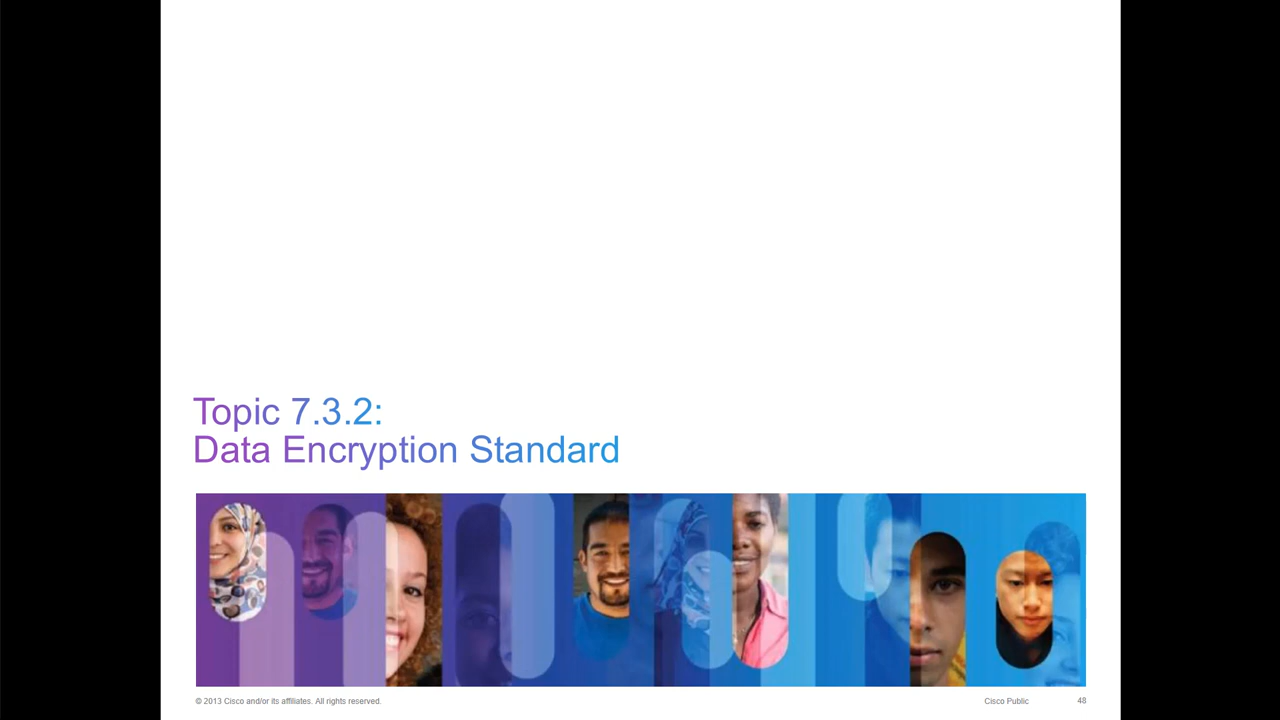 Topic 7.3.2:
Data Encryption Standard
© 2013 Cisco and/or its affiliates. All rights reserved.
Cisco Public
48